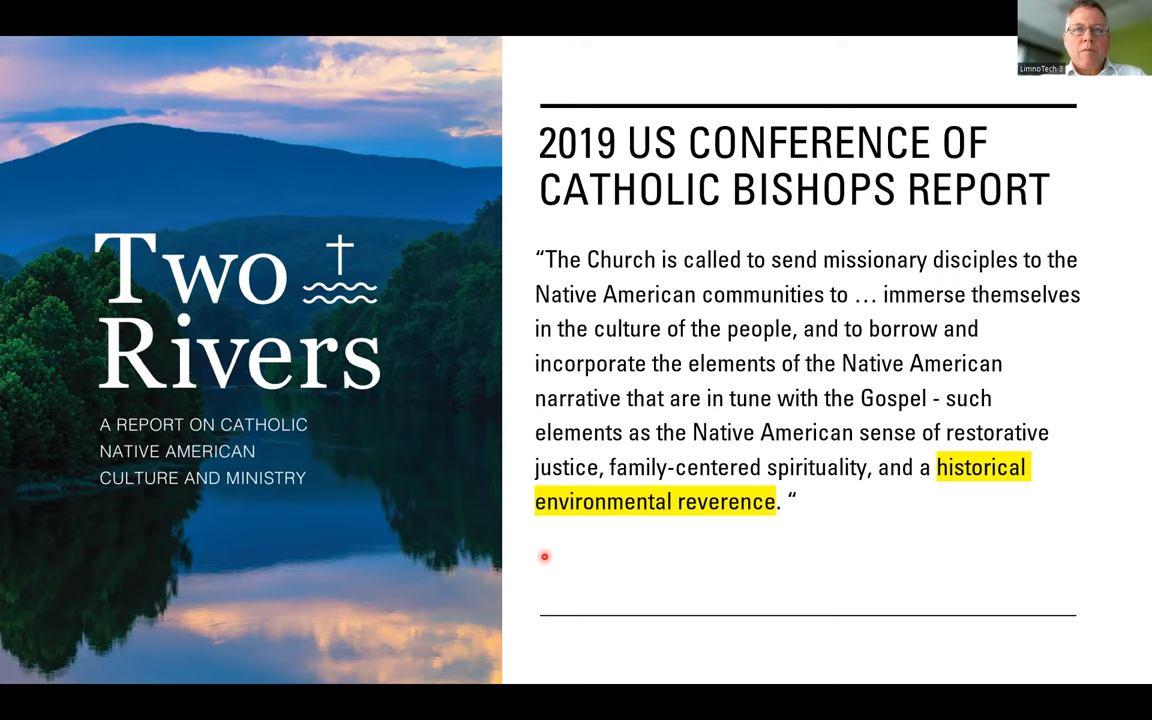 LimnoTech 9
2019 US CONFERENCE OF
CATHOLIC BISHOPS REPORT
“The Church is called to send missionary disciples to the
Native American communities to … immerse themselves
in the culture of the people, and to borrow and
incorporate the elements of the Native American
narrative that are in tune with the Gospel - such
elements as the Native American sense of restorative
justice, family-centered spirituality, and a historical
environmental reverence. “
Two
Rivers
A REPORT ON CATHOLIC
NATIVE AMERICAN
CULTURE AND MINISTRY